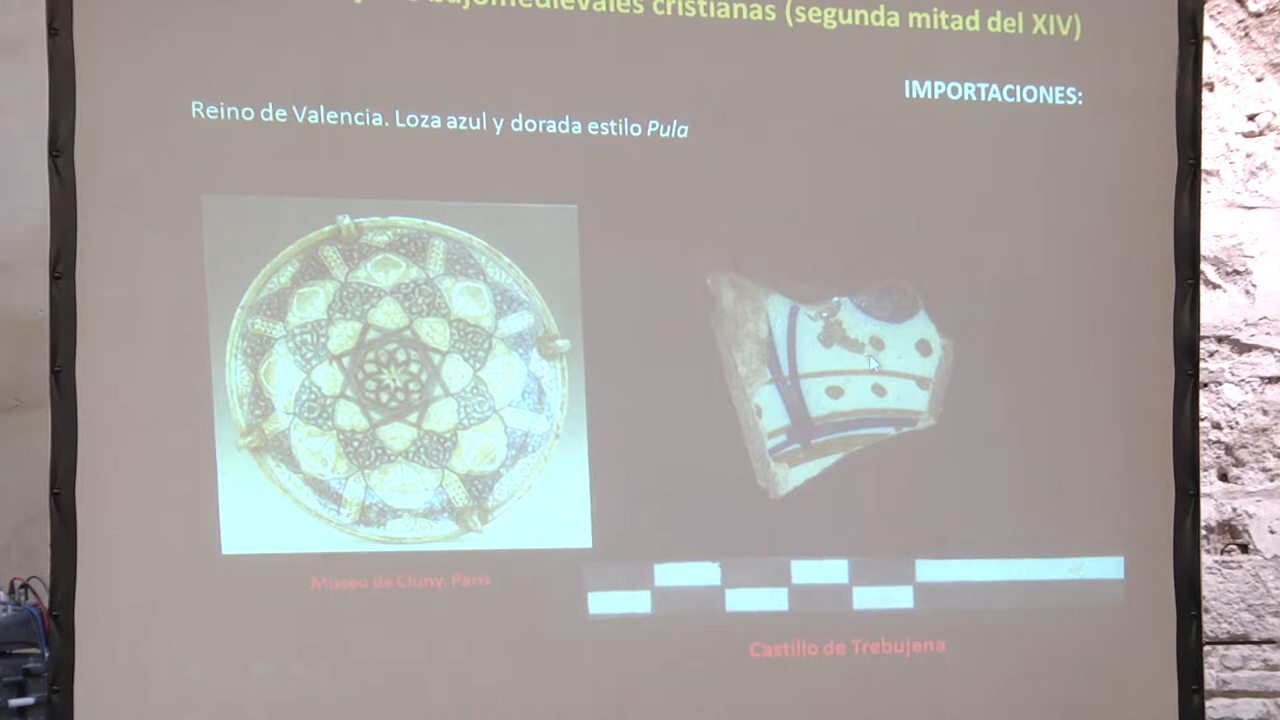 bajomedievales cristianas (segunda mitad del XIV)
IMPORTACIONES:
Reino de Valencia. Loza azul y dorada estilo Pula
Museo de Cluny. París
Castillo de Trebujena